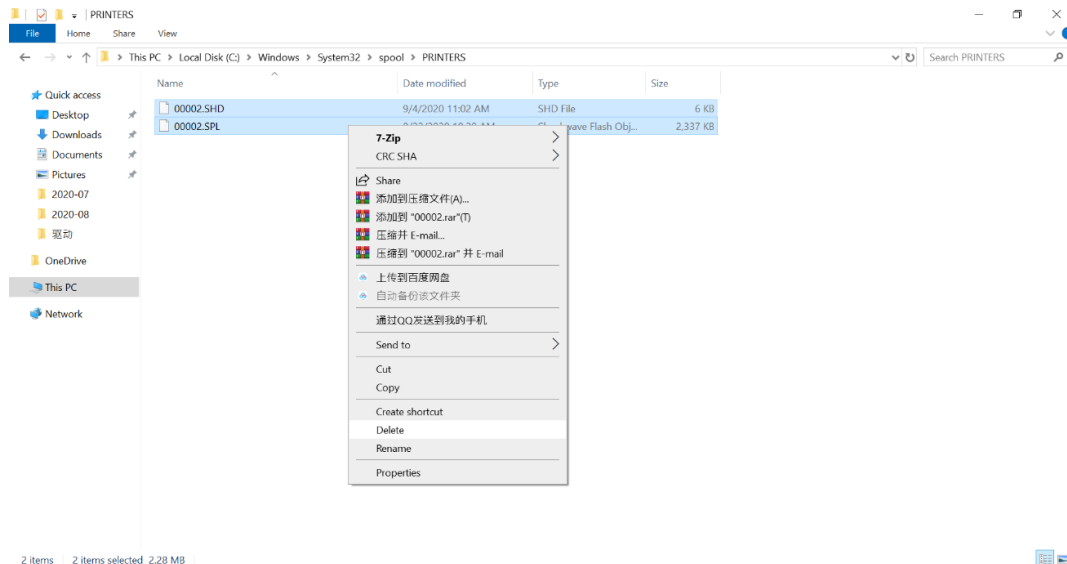 PRINTERS
File Home Share View
This PC > Local Disk (C:) > Windows > System32 > spool > PRINTERS
Search PRINTERS
Name Date modified Type Size
Quick access
Desktop
Downloads
Documents
Pictures
2020-07
2020-08
驱动
OneDrive
This PC
Network
00002.SHD 9/4/2020 11:02 AM SHD File 6 KB
00002.SPL 2,337 KB
7-Zip
CRC SHA
Share
添加到压缩文件(A)...
添加到 "00002.rar"(T)
压缩并 E-mail...
压缩到 "00002.rar" 并 E-mail
上传到百度网盘
自动备份该文件夹
通过QQ发送到我的手机
Send to
Cut
Copy
Create shortcut
Delete
Rename
Properties
2 items 2 items selected 2.28 MB